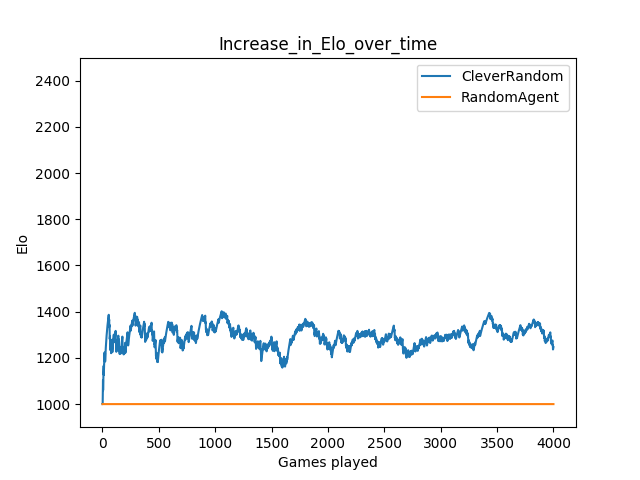 Increase_in_Elo_over_time
CleverRandom
RandomAgent
2400
2200
2000
1800
1600
1400
1200
1000
Elo
0 500 1000 1500 2000 2500 3000 3500 4000
Games played